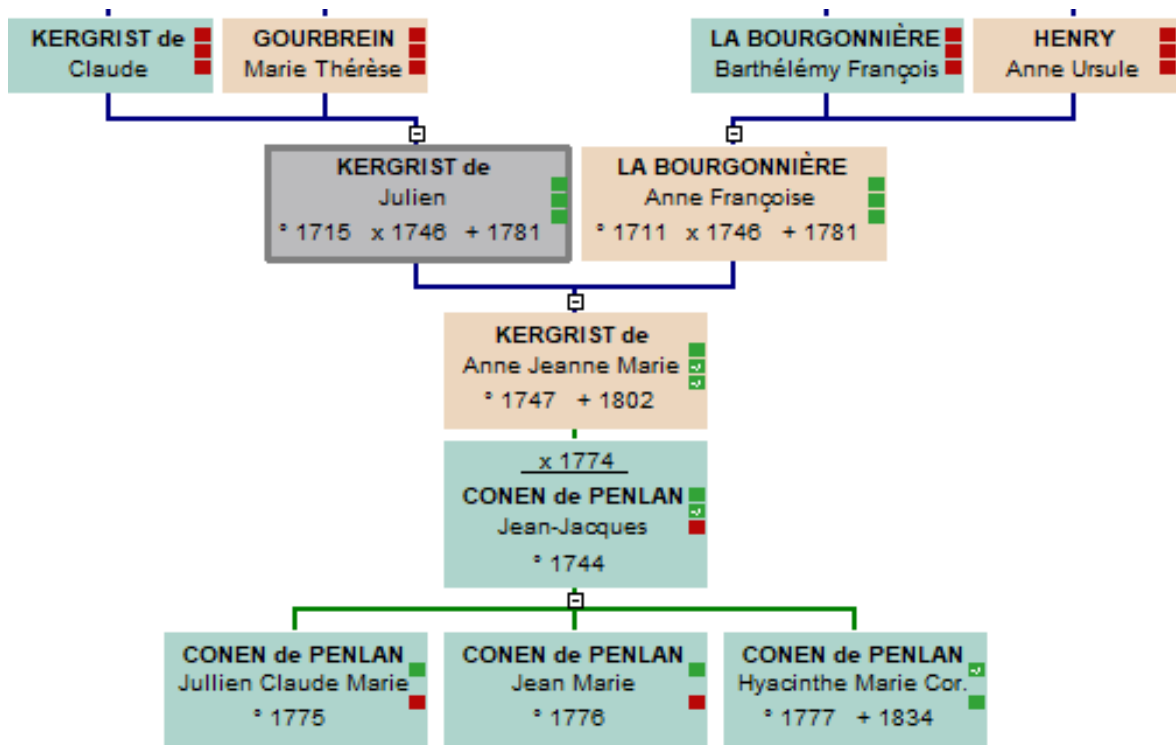 KERGRIST de
Claude
GOURBREIN
Marie Thérèse
LA BOURGONNIÈRE
Barthélémy François
HENRY
Anne Ursule
KERGRIST de
Julien
° 1715 x 1746 + 1781
LA BOURGONNIÈRE
Anne Françoise
° 1711 x 1746 + 1781
KERGRIST de
Anne Jeanne Marie
° 1747 + 1802
x 1774
CONEN de PENLAN
Jean-Jacques
° 1744
CONEN de PENLAN
Jullien Claude Marie
° 1775
CONEN de PENLAN
Jean Marie
° 1776
CONEN de PENLAN
Hyacinthe Marie Cor.
° 1777 + 1834